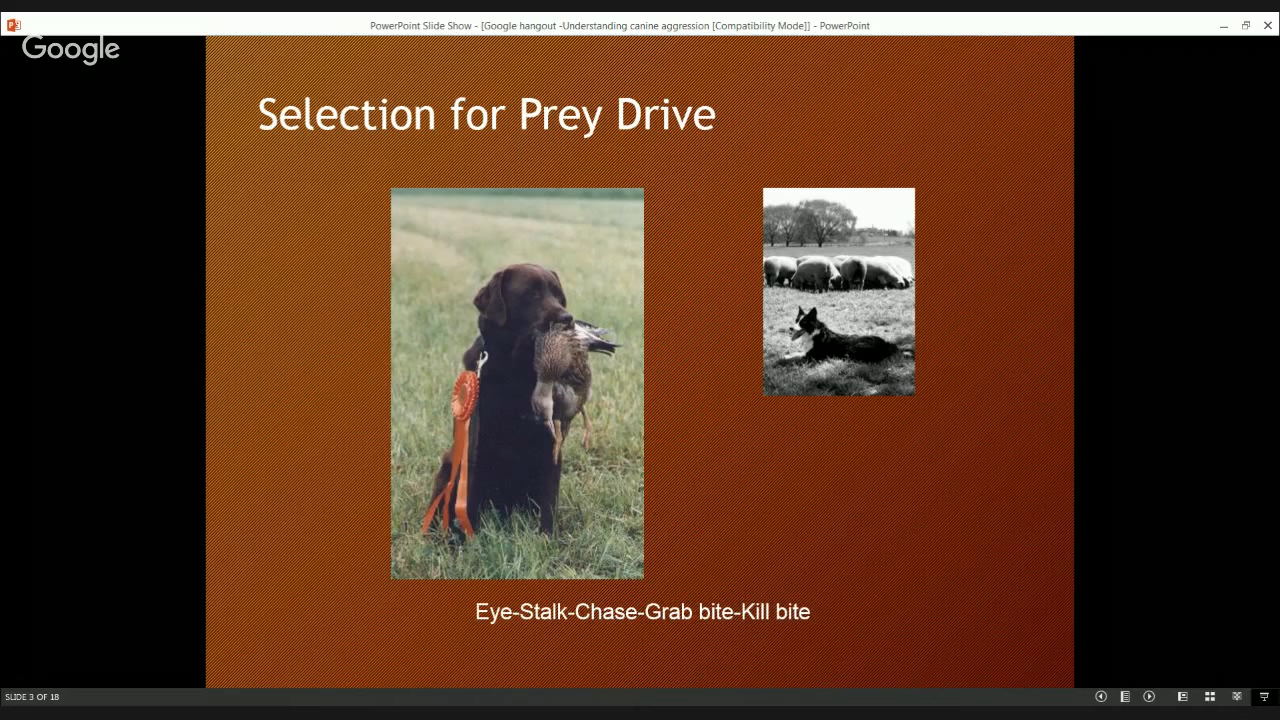 PowerPoint Slide Show - [Google hangout -Understanding canine aggression [Compatibility Mode]] - PowerPoint
Google
Selection for Prey Drive
Eye-Stalk-Chase-Grab bite-Kill bite
SLIDE 3 OF 18